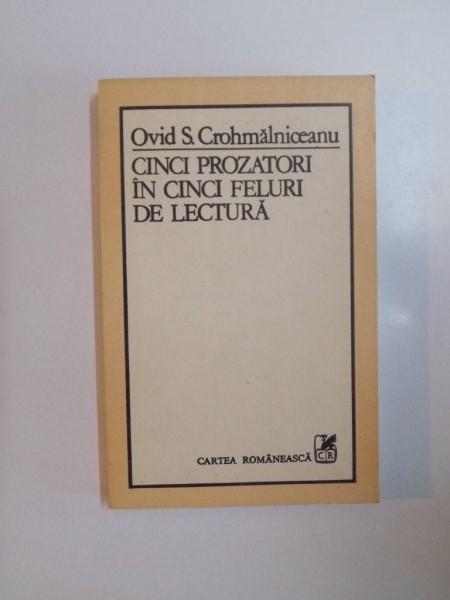 Ovid S. Crohmălniceanu
CINCI PROZATORI
ÎN CINCI FELURI
DE LECTURĂ
CARTEA ROMÂNEASCĂ
CR